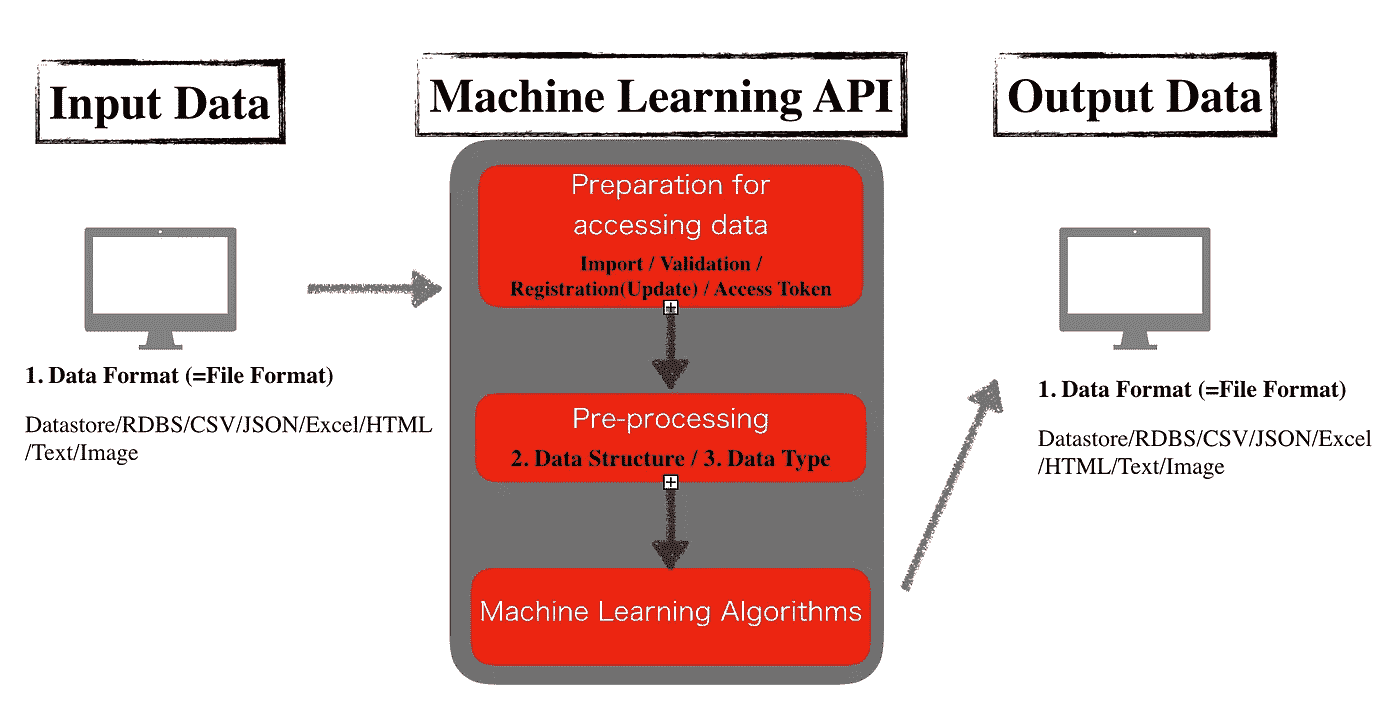 Input Data
Machine Learning API
Output Data
Preparation for
accessing data
Import / Validation /
Registration(Update) / Access Token
1. Data Format (=File Format)
Datastore/RDBS/CSV/JSON/Excel/HTML
/Text/Image
Pre-processing
2. Data Structure / 3. Data Type
Machine Learning Algorithms
1. Data Format (=File Format)
Datastore/RDBS/CSV/JSON/Excel
/HTML/Text/Image